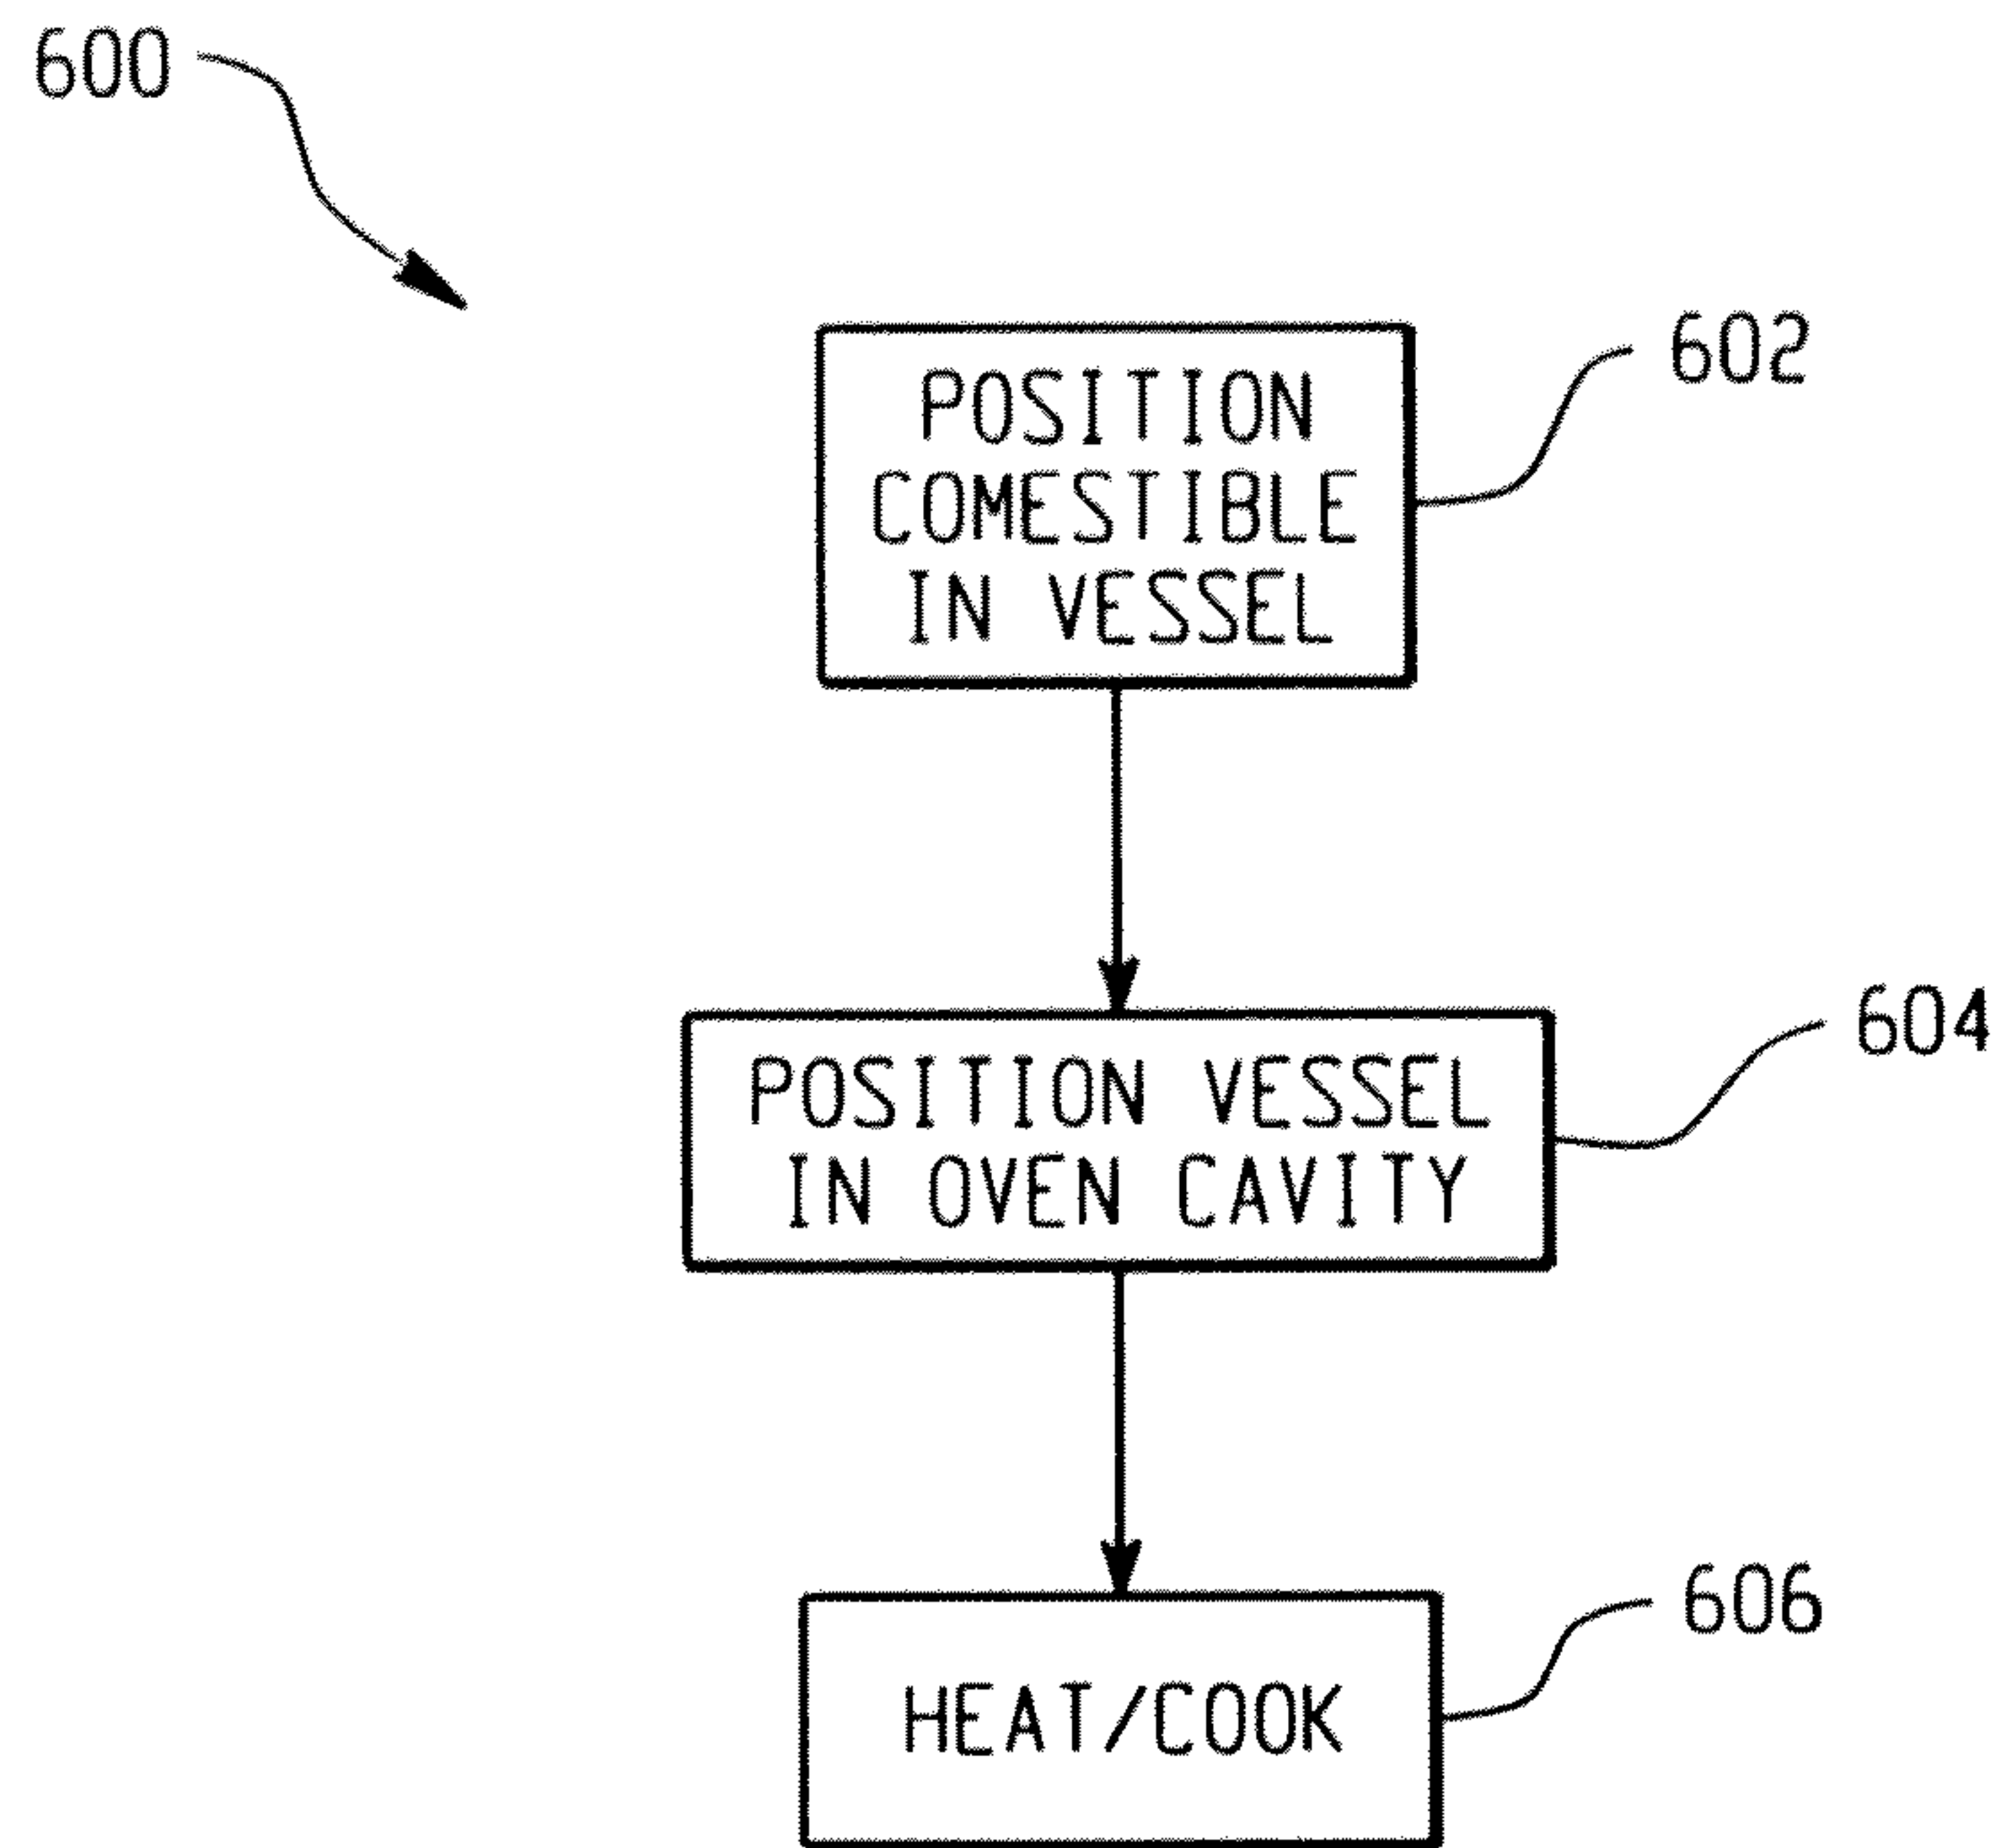 600
602
POSITION
COMESTIBLE
IN VESSEL
604
POSITION VESSEL
IN OVEN CAVITY
606
HEAT/COOK